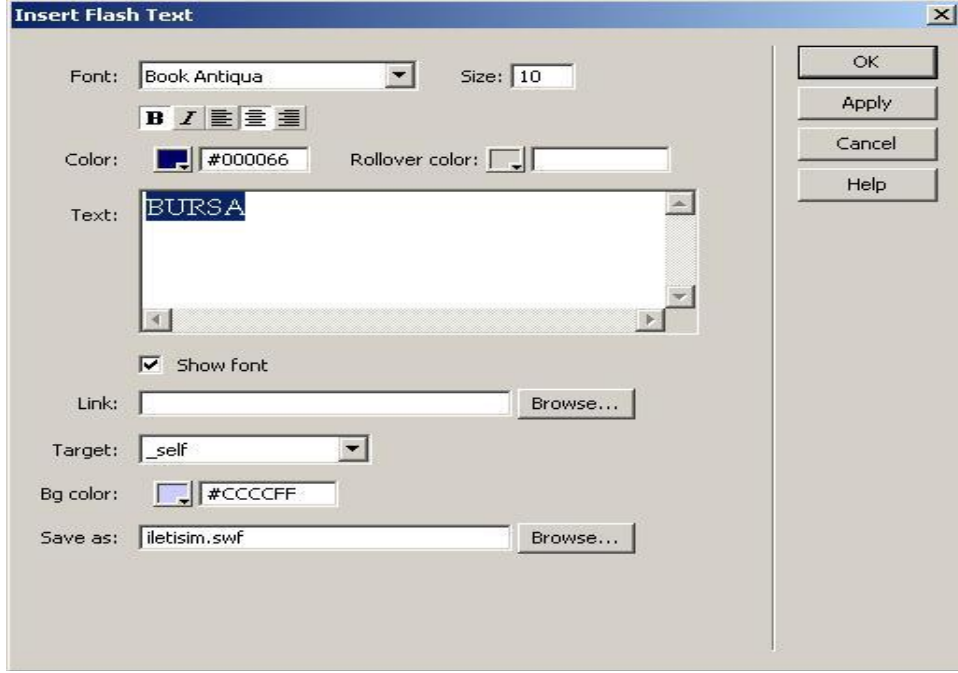 Insert Flash Text
Font: Book Antiqua Size: 10 OK
B I Apply
Color: #000066 Rollover color: Cancel
Text: BURSA Help
Show font
Link: Browse...
Target: _self
Bg color: #CCCCFF
Save as: iletisim.swf Browse...